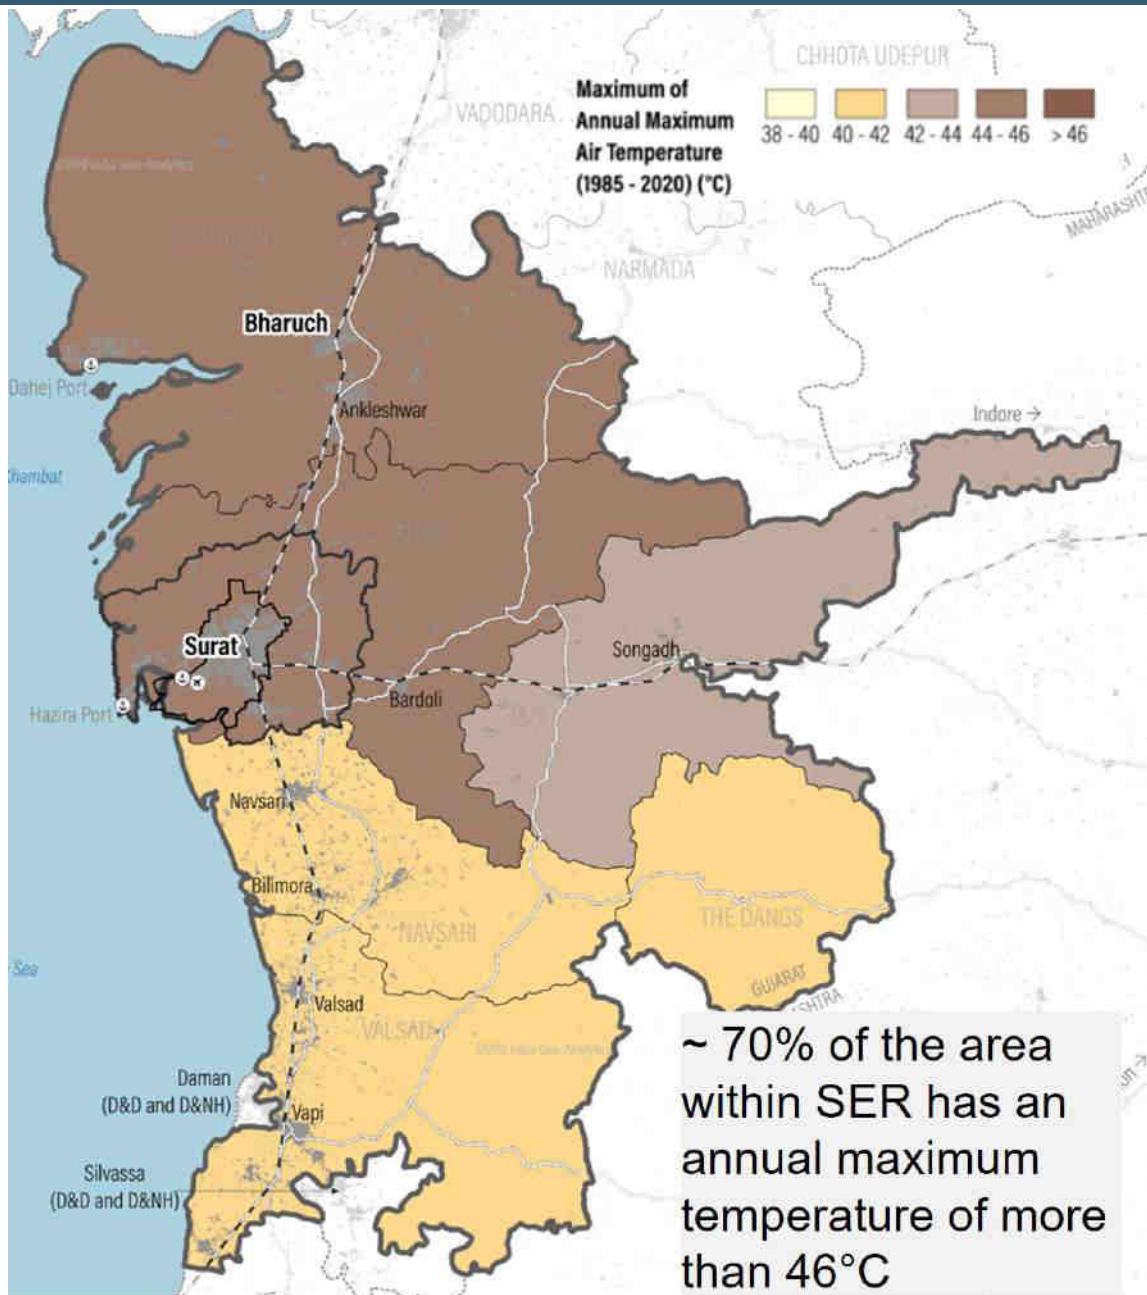 CHHOTA UDEPUR
VADODARA
Maximum of
Annual Maximum
Air Temperature
(1985 - 2020) (°C)
38 - 40
40 - 42
42 - 44
44 - 46
> 46
NARMADA
Bharuch
Dahej Port
Ankleshwar
Indore →
Khambat
Surat
Songadh
Hazira Port
Bardoli
Navsari
Bilimora
NAVSARI
THE DANGS
Sea
GUJARAT
Valsad
VALSAD
Daman
(D&D and D&NH)
Vapi
Silvassa
(D&D and D&NH)
~ 70% of the area
within SER has an
annual maximum
temperature of more
than 46°C